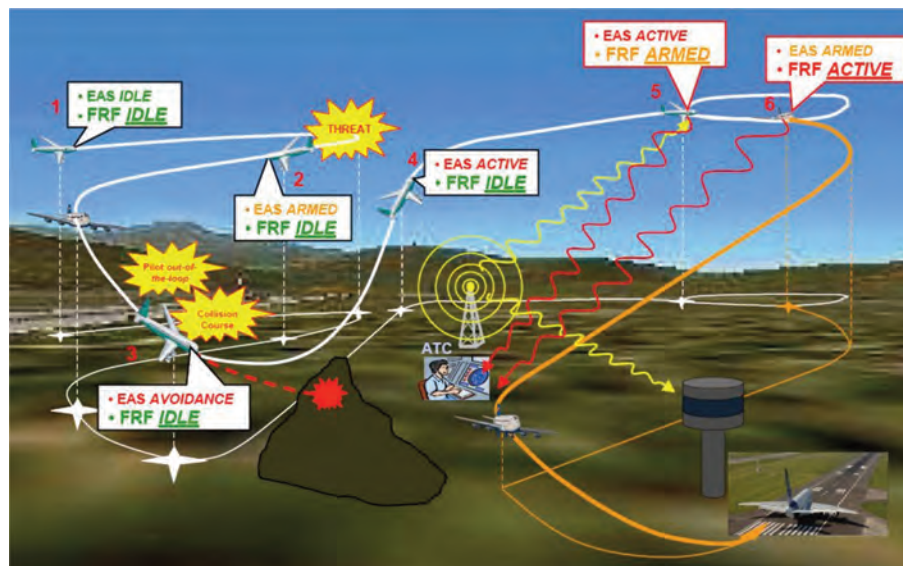 1
• EAS IDLE
• FRF IDLE
THREAT
2
EAS ARMED
• FRF IDLE
Pilot out-of-
the-loop
Collision
Course
3
• EAS AVOIDANCE
• FRF IDLE
4
• EAS ACTIVE
• FRF IDLE
ATC
5
• EAS ACTIVE
• FRF ARMED
6
• EAS ARMED
• FRF ACTIVE